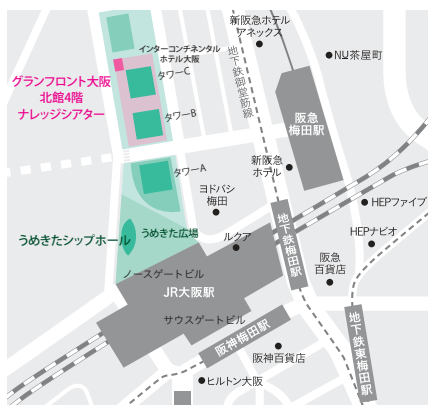 新阪急ホテル
アネックス
インターコンチネンタル
ホテル大阪
NU茶屋町
タワーC
グランフロント大阪
北館4階
ナレッジシアター
地下鉄御堂筋線
タワーB
阪急
梅田駅
新阪急
ホテル
タワーA
ヨドバシ
梅田
HEPファイブ
うめきたシップホール
うめきた広場
地下鉄梅田駅
HEPナビオ
ルクア
阪急
百貨店
ノースゲートビル
JR大阪駅
サウスゲートビル
阪神梅田駅
地下鉄東梅田駅
阪神百貨店
ヒルトン大阪